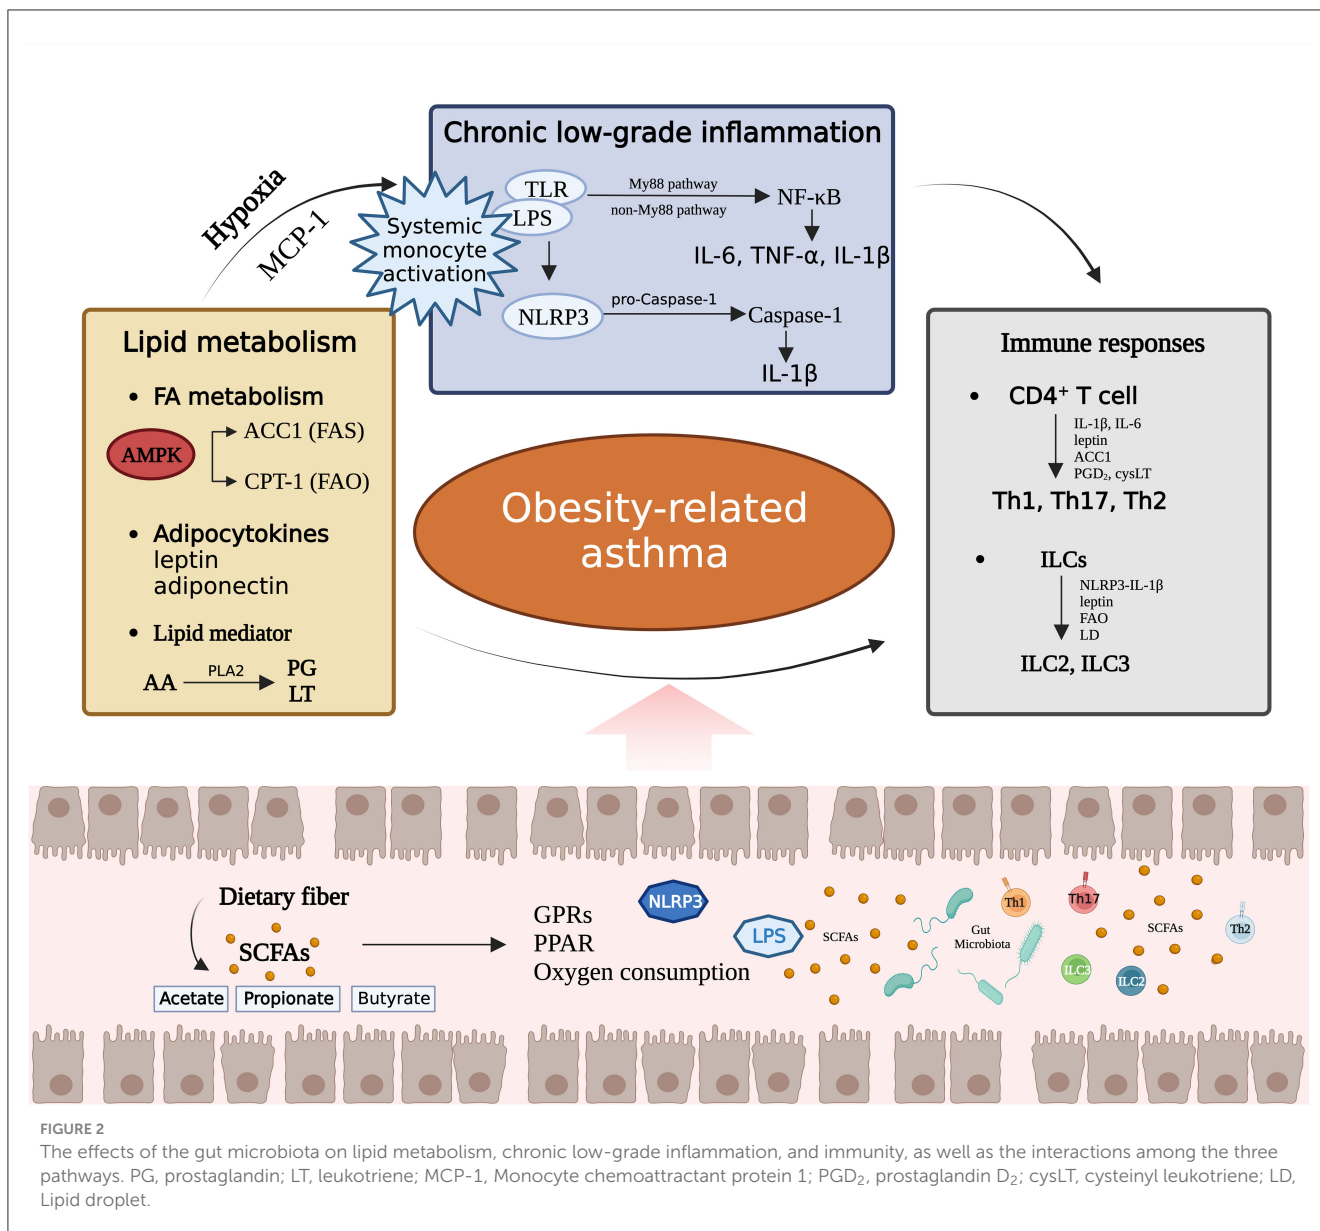 Hypoxia
MCP-1
Chronic low-grade inflammation
Systemic
monocyte
activation
TLR
LPS
My88 pathway
non-My88 pathway
NF-κB
IL-6, TNF-α, IL-1β
NLRP3
pro-Caspase-1
Caspase-1
IL-1β
Lipid metabolism
• FA metabolism
AMPK
ACC1 (FAS)
CPT-1 (FAO)
• Adipocytokines
leptin
adiponectin
• Lipid mediator
AA
PLA2
PG
LT
Obesity-related
asthma
Immune responses
• CD4⁺ T cell
IL-1β, IL-6
leptin
ACC1
PGD₂, cysLT
Th1, Th17, Th2
• ILCs
NLRP3-IL-1β
leptin
FAO
LD
ILC2, ILC3
Dietary fiber
SCFAs
Acetate
Propionate
Butyrate
GPRs
PPAR
Oxygen consumption
NLRP3
LPS
SCFAs
Gut
Microbiota
Th1
Th17
SCFAs
Th2
ILC3
ILC2
FIGURE 2
The effects of the gut microbiota on lipid metabolism, chronic low-grade inflammation, and immunity, as well as the interactions among the three
pathways. PG, prostaglandin; LT, leukotriene; MCP-1, Monocyte chemoattractant protein 1; PGD₂, prostaglandin D₂; cysLT, cysteinyl leukotriene; LD,
Lipid droplet.